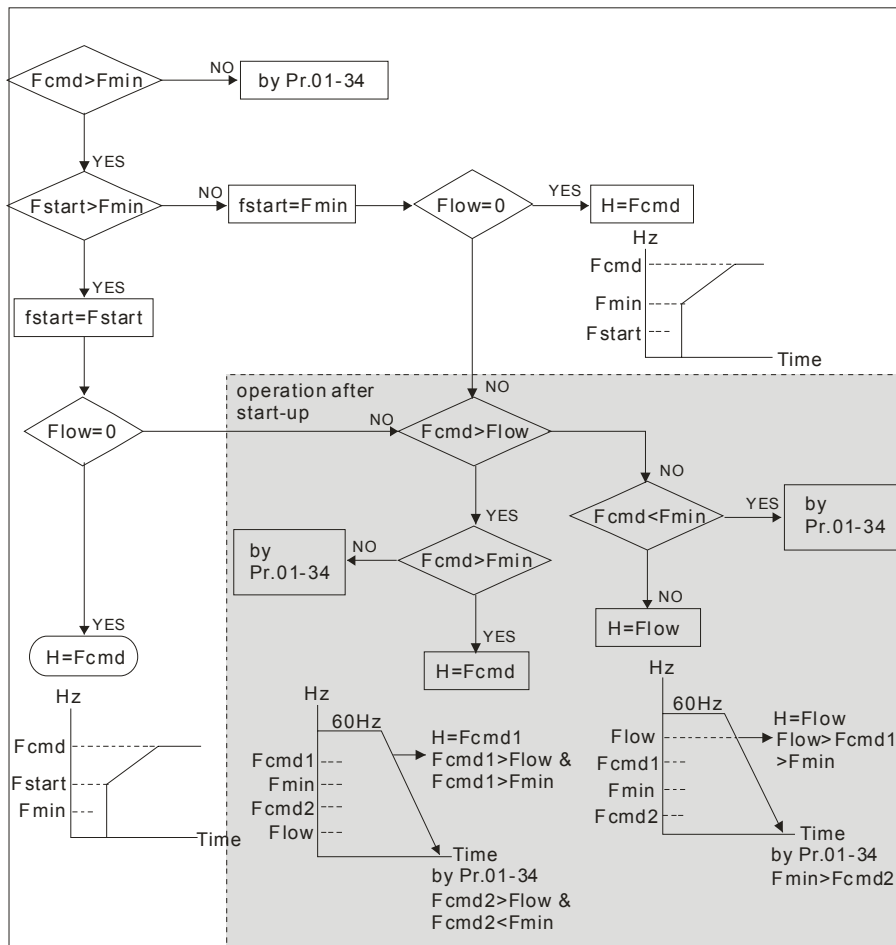 Fcmd>Fmin
NO
by Pr.01-34
YES
Fstart>Fmin
NO
fstart=Fmin
Flow=0
YES
H=Fcmd
Hz
Fcmd
Fmin
Fstart
Time
YES
fstart=Fstart
NO
operation after
start-up
Flow=0
NO
Fcmd>Flow
NO
YES
Fcmd<Fmin
YES
by
Pr.01-34
by
Pr.01-34
NO
Fcmd>Fmin
NO
H=Flow
YES
H=Fcmd
YES
H=Fcmd
Hz
Fcmd
Fstart
Fmin
Time
Hz
60Hz
H=Fcmd1
Fcmd1>Flow &
Fcmd1>Fmin
Fcmd1
Fmin
Fcmd2
Flow
Time
by Pr.01-34
Fcmd2>Flow &
Fcmd2<Fmin
Hz
60Hz
H=Flow
Flow>Fcmd1
>Fmin
Flow
Fcmd1
Fmin
Fcmd2
Time
by Pr.01-34
Fmin>Fcmd2